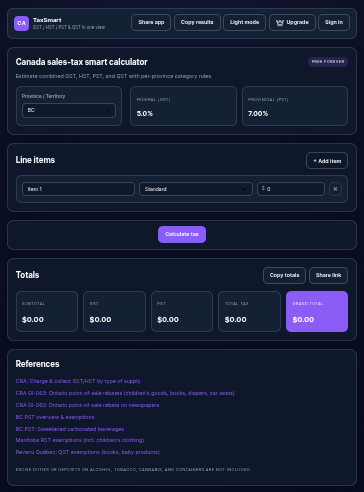 CA
TaxSmart
GST / HST / PST & QST in one view
Share app
Copy results
Light mode
Upgrade
Sign in
Canada sales-tax smart calculator
FREE FOREVER
Estimate combined GST, HST, PST, and QST with per-province category rules.
Province / Territory
BC
FEDERAL (GST)
5.0%
PROVINCIAL (PST)
7.00%
Line items
+ Add item
Item 1
Standard
$ 0
✕
Calculate tax
Totals
Copy totals
Share link
SUBTOTAL
$0.00
GST
$0.00
PST
$0.00
TOTAL TAX
$0.00
GRAND TOTAL
$0.00
References
CRA: Charge & collect GST/HST by type of supply
CRA GI-063: Ontario point-of-sale rebates (children's goods, books, diapers, car seats)
CRA GI-060: Ontario point-of-sale rebate on newspapers
BC PST overview & exemptions
BC PST: Sweetened carbonated beverages
Manitoba RST exemptions (incl. children's clothing)
Revenu Québec: QST exemptions (books, baby products)
EXCISE DUTIES OR DEPOSITS ON ALCOHOL, TOBACCO, CANNABIS, AND CONTAINERS ARE NOT INCLUDED.